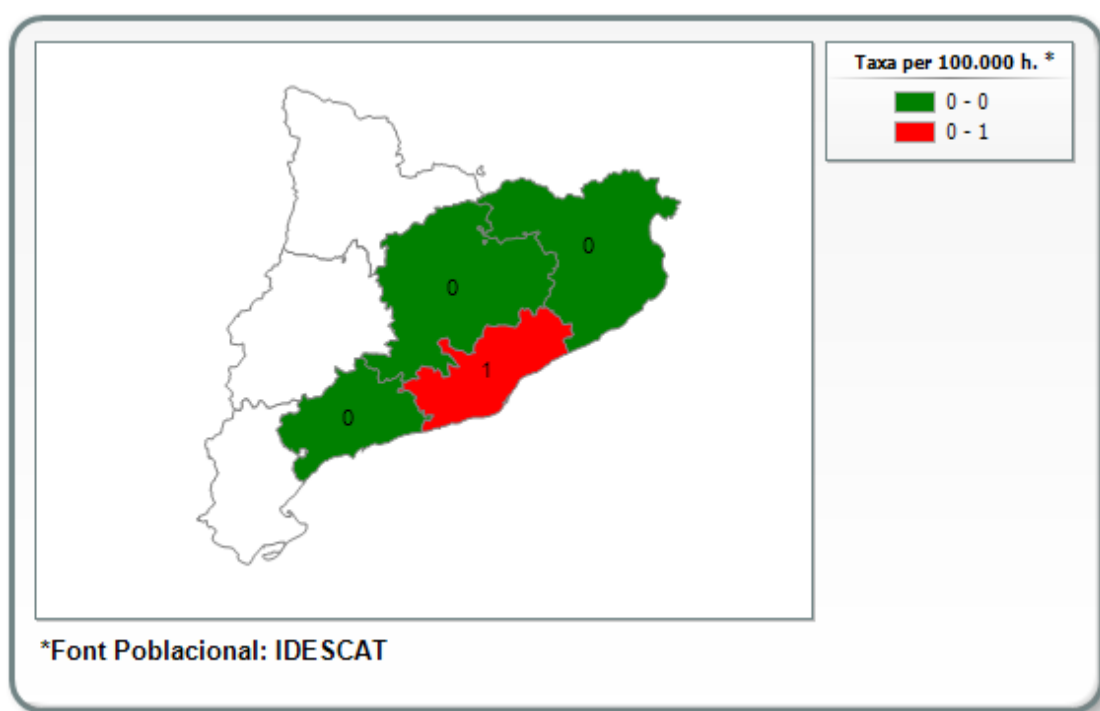 Taxa per 100.000 h. *
0 - 0
0 - 1
0
0
1
0
*Font Poblacional: IDESCAT